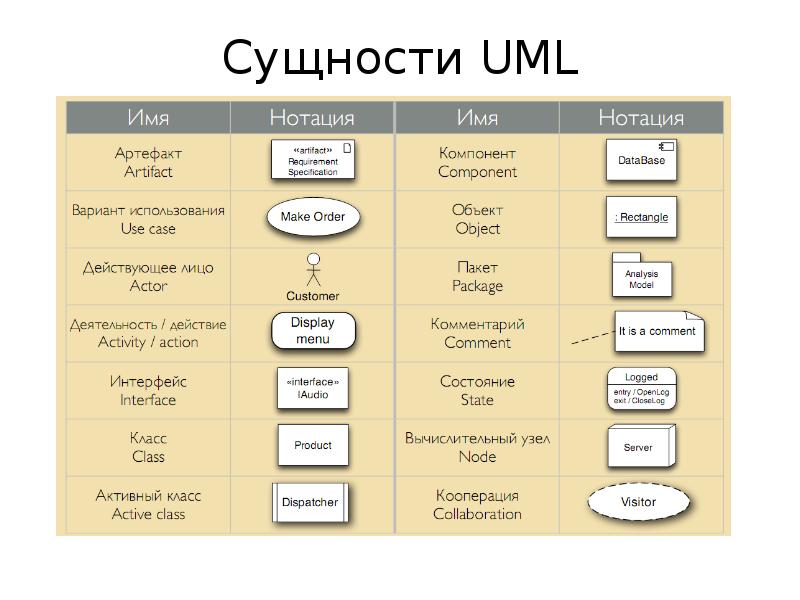 Сущности UML
Имя
Нотация
Имя
Нотация
Артефакт
Artifact
«artifact»
Requirement
Specification
Компонент
Component
DataBase
Вариант использования
Use case
Make Order
Объект
Object
: Rectangle
Действующее лицо
Actor
Customer
Пакет
Package
Analysis
Model
Деятельность / действие
Activity / action
Display
menu
Комментарий
Comment
It is a comment
Интерфейс
Interface
«interface»
IAudio
Состояние
State
Logged
entry / OpenLog
exit / CloseLog
Класс
Class
Product
Вычислительный узел
Node
Server
Активный класс
Active class
Dispatcher
Кооперация
Collaboration
Visitor